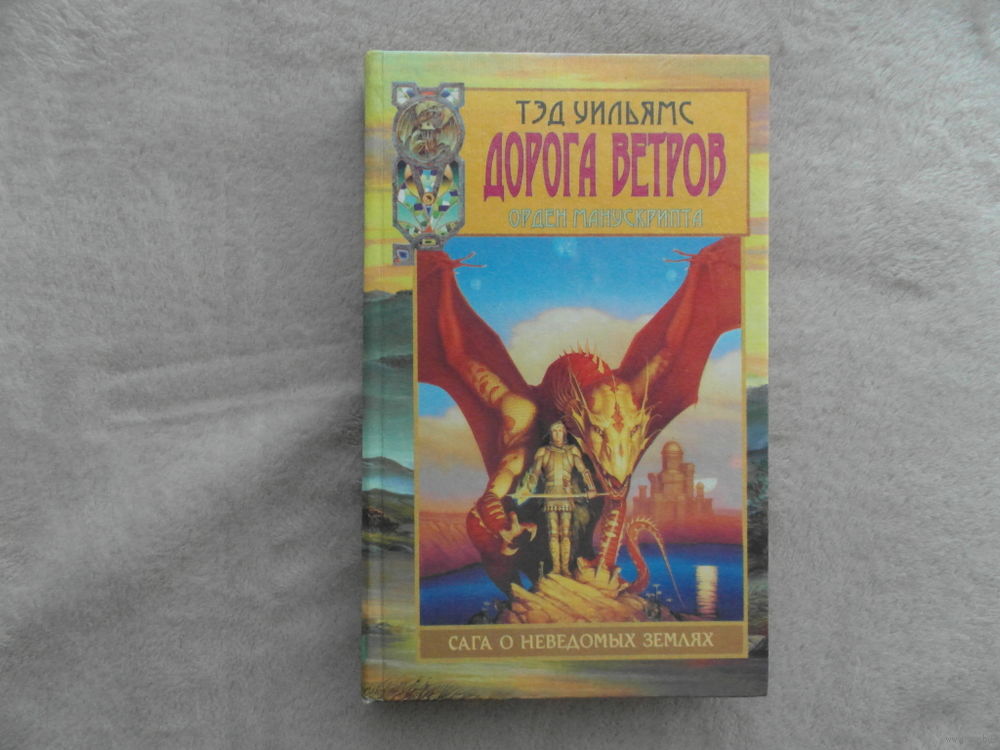 ТЭД УИЛЬЯМС
ДОРОГА ВЕТРОВ
ОРДЕН МАНУСКРИПТА
САГА О НЕВЕДОМЫХ ЗЕМЛЯХ